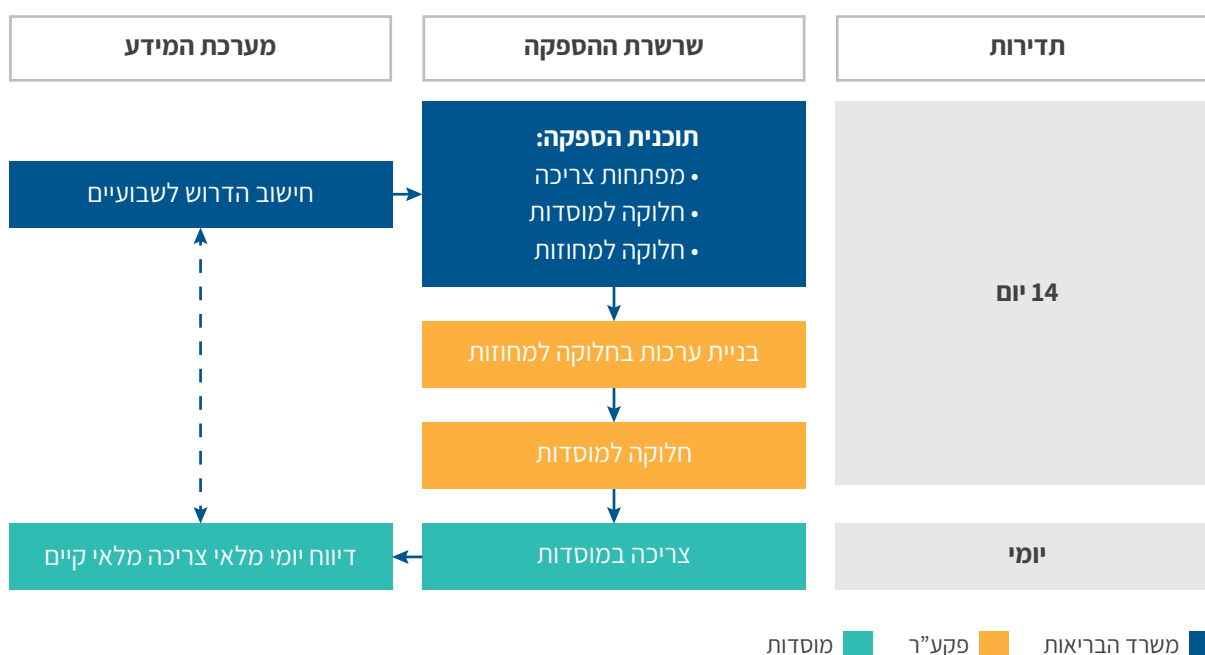 תדירות
שרשרת ההספקה
מערכת המידע
תוכנית הספקה:
• מפתחות צריכה
• חלוקה למוסדות
• חלוקה למחוזות
חישוב הדרוש לשבועיים
14 יום
בניית ערכות בחלוקה למחוזות
חלוקה למוסדות
יומי
צריכה במוסדות
דיווח יומי מלאי צריכה מלאי קיים
משרד הבריאות
פקע"ר
מוסדות